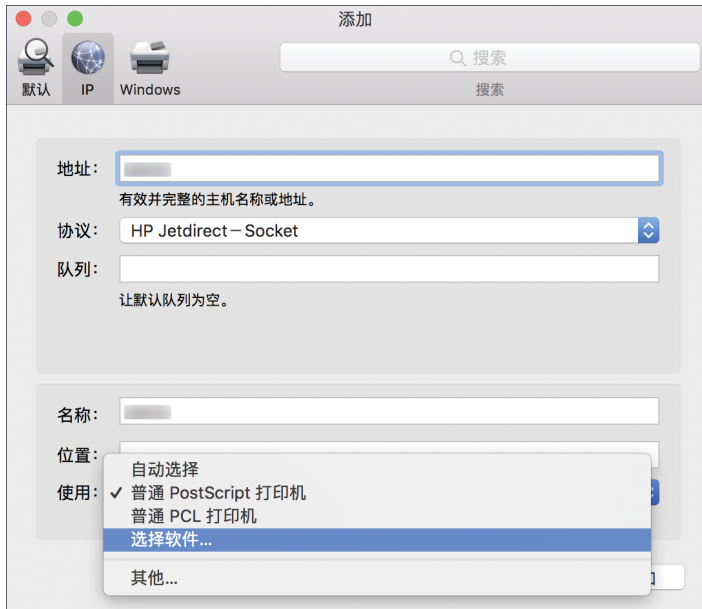 添加
搜索
默认 IP Windows 搜索
地址：
有效并完整的主机名称或地址。
协议： HP Jetdirect－Socket
队列：
让默认队列为空。
名称：
位置：
自动选择
使用： ✓ 普通 PostScript 打印机
普通 PCL 打印机
选择软件...
其他...